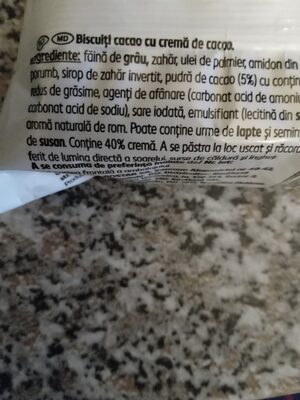 MD Biscuiți cacao cu cremă de cacao.
Ingrediente: făină de grâu, zahăr, ulei de palmier, amidon din
porumb, sirop de zahăr invertit, pudră de cacao (5%) cu conțin
redus de grăsime, agenți de afânare (carbonat acid de amoniu
carbonat acid de sodiu), sare iodată, emulsifiant (lecitină din s
aromă naturală de rom. Poate conține urme de lapte și semin
de susan. Conține 40% cremă. A se păstra la loc uscat și răcoro
ferit de lumina directă a soarelui, surse de căldură și îngheț.
A se consuma de preferință înainte de/ Nr. lot: